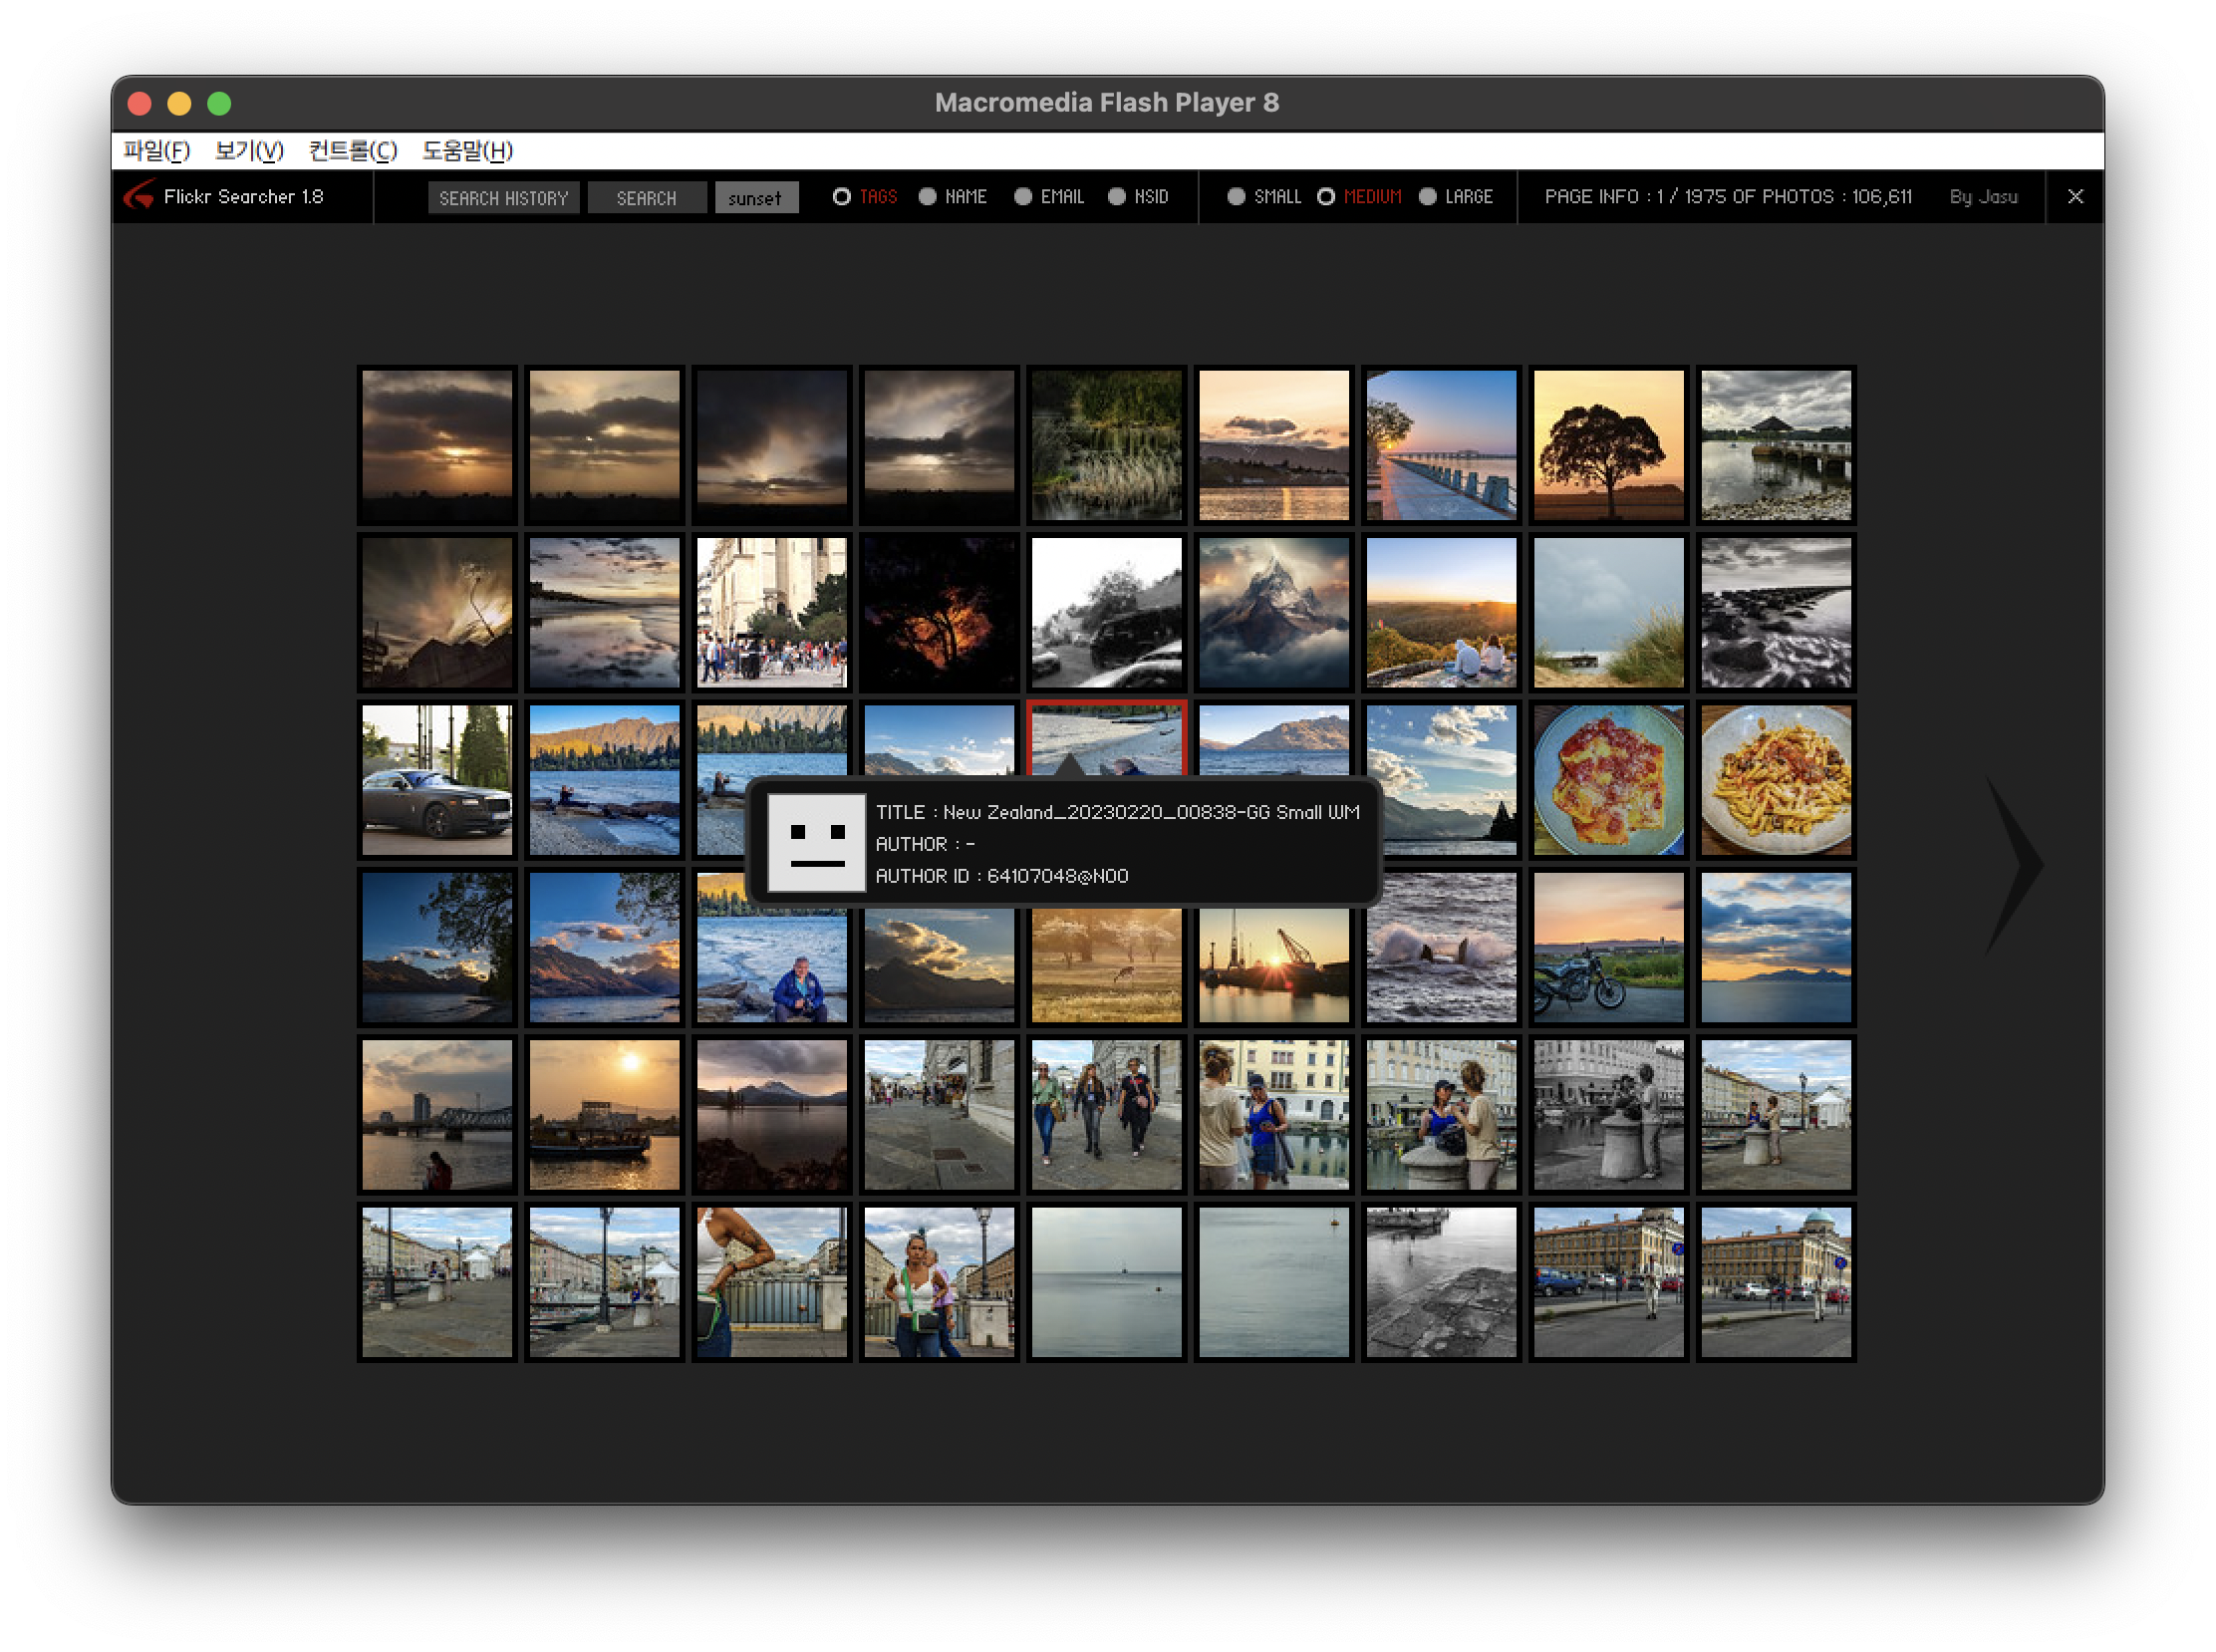 Macromedia Flash Player 8
파일(F) 보기(V) 컨트롤(C) 도움말(H)
Flickr Searcher 1.8 SEARCH HISTORY SEARCH sunset TAGS NAME EMAIL NSID SMALL MEDIUM LARGE PAGE INFO : 1 / 1975 OF PHOTOS : 106,611 By Jasu
TITLE : New Zealand_20230220_00838-GG Small WM
AUTHOR : -
AUTHOR ID : 64107048@N00